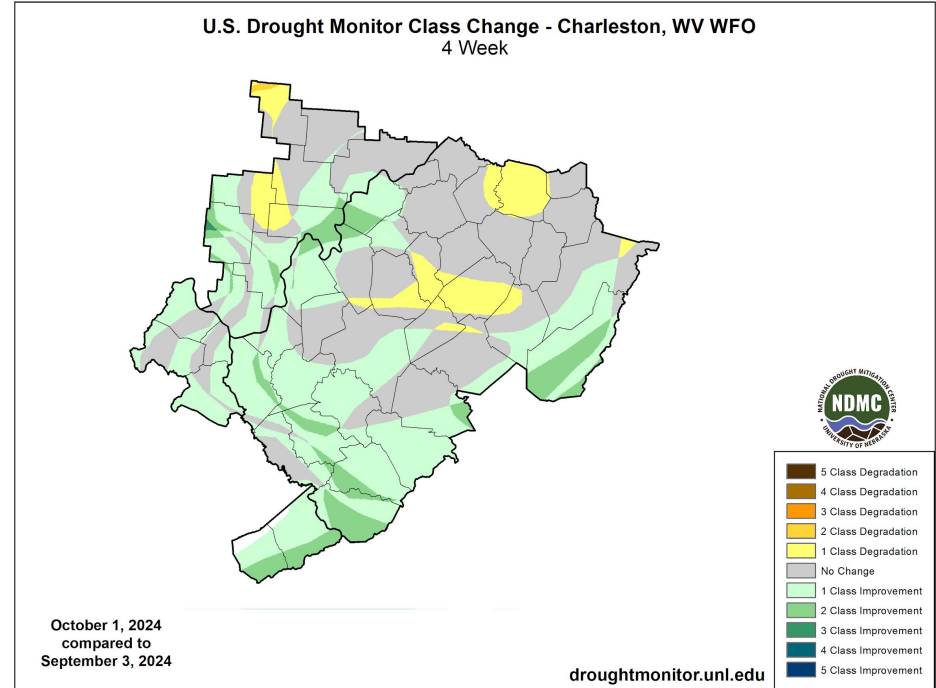 U.S. Drought Monitor Class Change - Charleston, WV WFO
4 Week
NATIONAL DROUGHT MITIGATION CENTER
NDMC
UNIVERSITY OF NEBRASKA
5 Class Degradation
4 Class Degradation
3 Class Degradation
2 Class Degradation
1 Class Degradation
No Change
1 Class Improvement
2 Class Improvement
3 Class Improvement
4 Class Improvement
5 Class Improvement
October 1, 2024
compared to
September 3, 2024
droughtmonitor.unl.edu